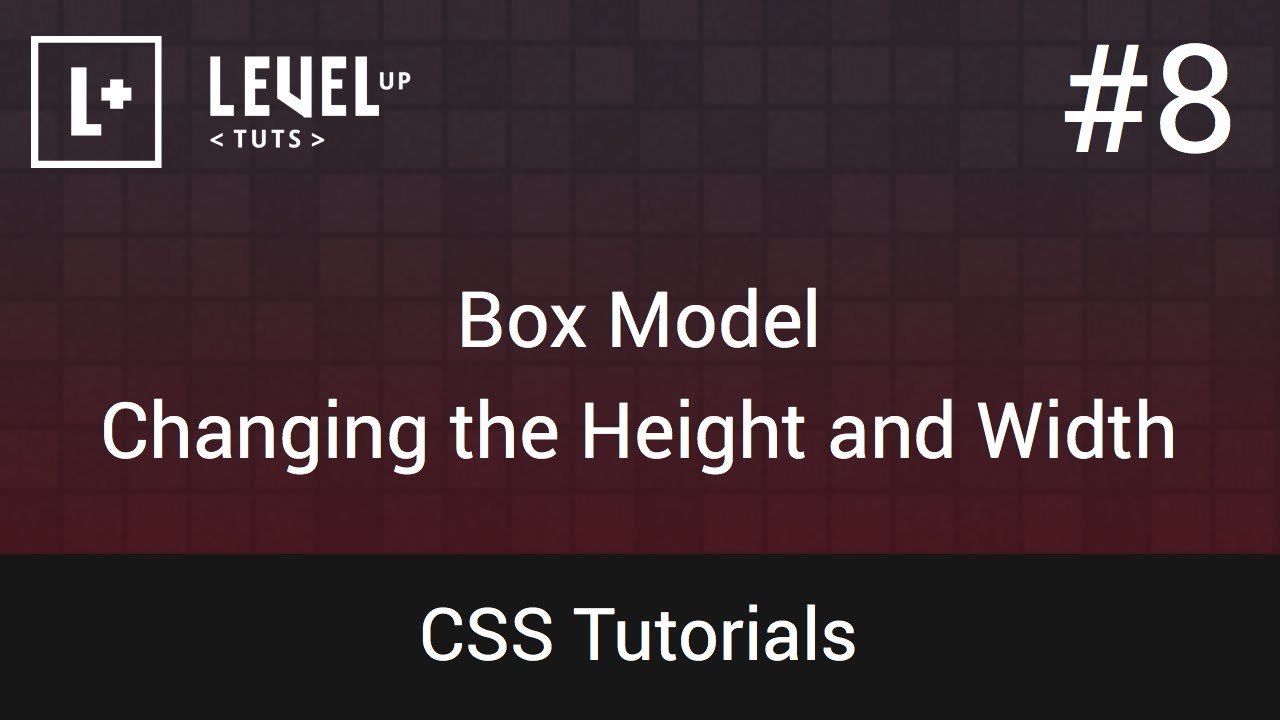 L+
LEVEL UP
< TUTS >
#8
Box Model
Changing the Height and Width
CSS Tutorials